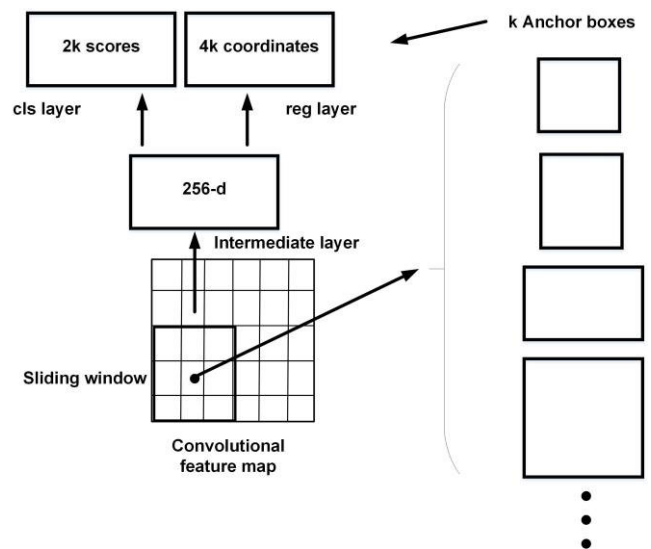 2k scores
4k coordinates
k Anchor boxes
cls layer
reg layer
256-d
Intermediate layer
Sliding window
Convolutional
feature map